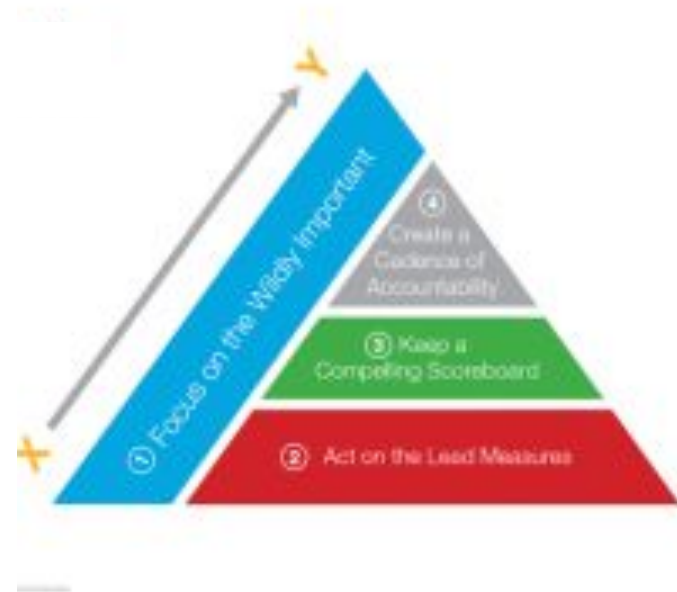 Y
X
① Focus on the Wildly Important
④
Create a
Cadence of
Accountability
③ Keep a
Compelling Scoreboard
② Act on the Lead Measures